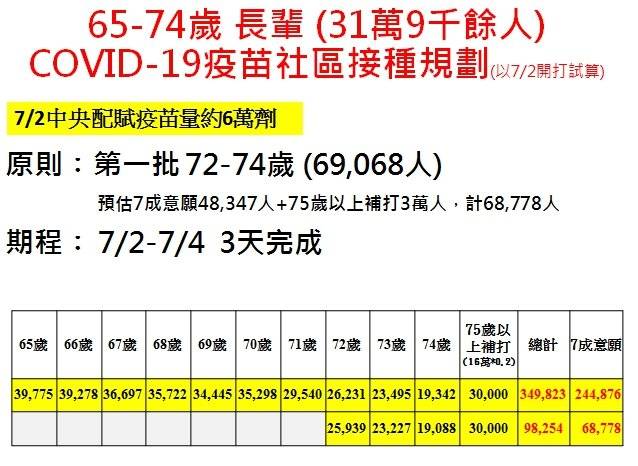 65-74歲 長輩 (31萬9千餘人)
COVID-19疫苗社區接種規劃(以7/2開打試算)
7/2中央配賦疫苗量約6萬劑
原則：第一批 72-74歲 (69,068人)
預估7成意願48,347人+75歲以上補打3萬人，計68,778人
期程： 7/2-7/4 3天完成
65歲 66歲 67歲 68歲 69歲 70歲 71歲 72歲 73歲 74歲 75歲以上補打(16萬*0.2) 總計 7成意願
39,775 39,278 36,697 35,722 34,445 35,298 29,540 26,231 23,495 19,342 30,000 349,823 244,876
25,939 23,227 19,088 30,000 98,254 68,778